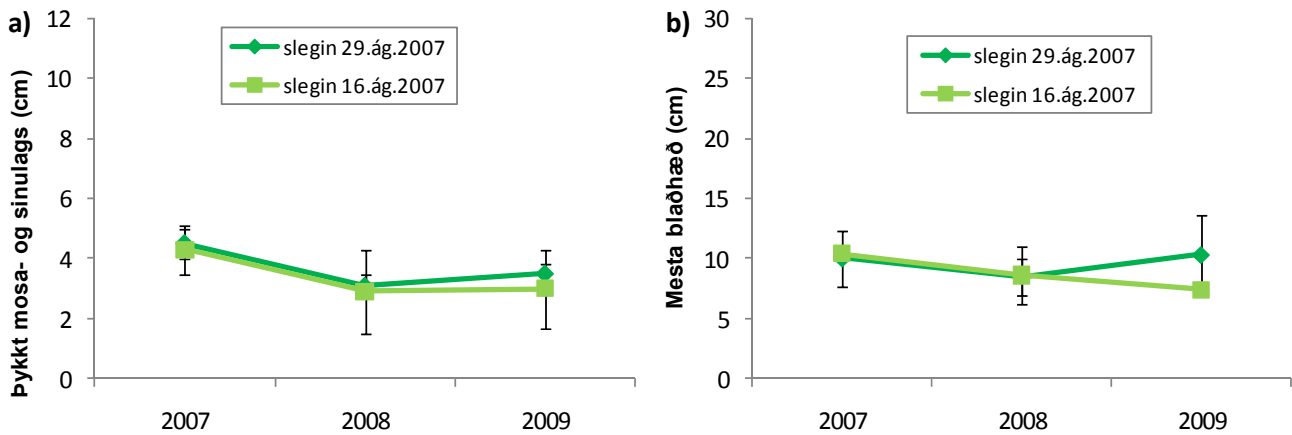 a)
Þykkt mosa- og sinulags (cm)
12
10
8
6
4
2
0
slegin 29.ág.2007
slegin 16.ág.2007
2007 2008 2009
b)
Mesta blaðhæð (cm)
30
25
20
15
10
5
0
slegin 29.ág.2007
slegin 16.ág.2007
2007 2008 2009